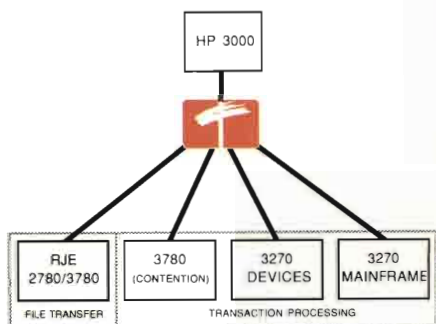 HP 3000
RJE
2780/3780
3780
(CONTENTION)
3270
DEVICES
3270
MAINFRAME
FILE TRANSFER
TRANSACTION PROCESSING